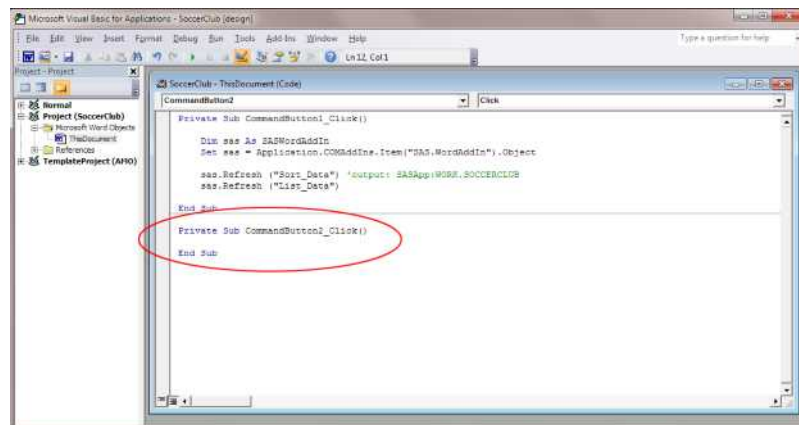 Microsoft Visual Basic for Applications - SoccerClub [design]
File Edit View Insert Format Debug Run Tools Add-Ins Window Help
Type a question for help
Ln 12, Col 1
Project - Project
Normal
Project (SoccerClub)
Microsoft Word Objects
ThisDocument
References
TemplateProject (AMO)
SoccerClub - ThisDocument (Code)
CommandButton2
Click
Private Sub CommandButton1_Click()
Dim sas As SASWordAddIn
Set sas = Application.COMAddIns.Item("SAS.WordAddIn").Object
sas.Refresh ("Sort_Data") 'output: SASApp:WORK.SOCCERCLUB
sas.Refresh ("List_Data")
End Sub
Private Sub CommandButton2_Click()
End Sub